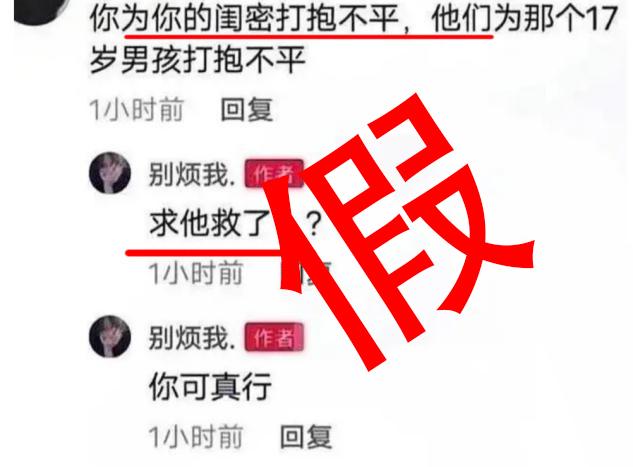 你为你的闺密打抱不平，他们为那个17
岁男孩打抱不平
1小时前 回复
别烦我. 作者
求他救了 ?
1小时前 回复
别烦我. 作者
你可真行
1小时前 回复
假